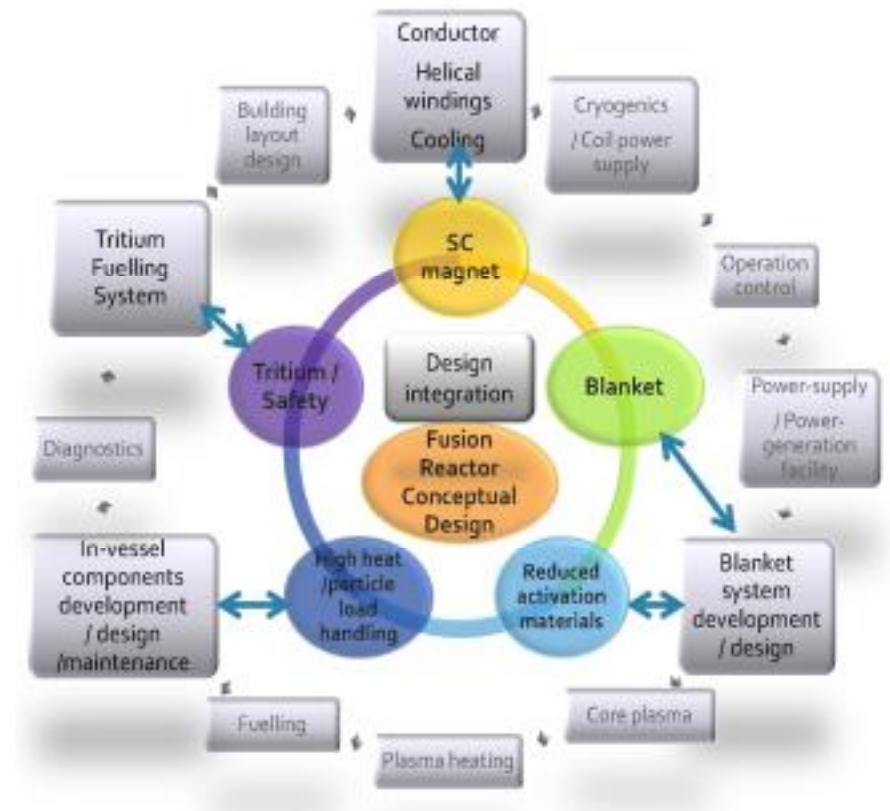 Conductor
Helical
windings
Cooling
Building
layout
design
Cryogenics
/ Coil power
supply
Tritium
Fuelling
System
SC
magnet
Operation
control
Tritium /
Safety
Design
integration
Blanket
Power-supply
/ Power-
generation
facility
Diagnostics
Fusion
Reactor
Conceptual
Design
In-vessel
components
development
/ design
/maintenance
High heat
/particle
load
handling
Reduced
activation
materials
Blanket
system
development
/ design
Fuelling
Plasma heating
Core plasma